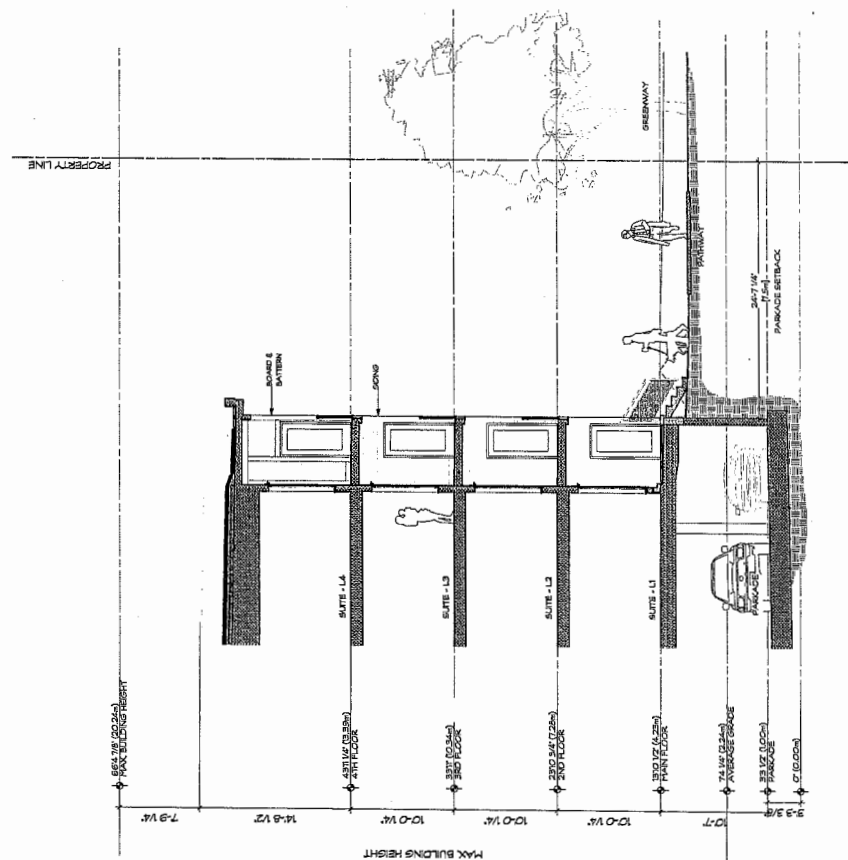 PROPERTY LINE
GREENWAY
PATHWAY
24'-7 1/4"
[7.5m]
PARKADE SETBACK
BOARD &
BATTERN
SIDING
SUITE - L4
SUITE - L3
SUITE - L2
SUITE - L1
PARKADE
66'4 7/8" (20.24m)
MAX. BUILDING HEIGHT
43'11 1/4" (13.39m)
4TH FLOOR
33'11" (10.34m)
3RD FLOOR
23'10 3/4" (7.28m)
2ND FLOOR
13'10 1/2" (4.23m)
MAIN FLOOR
7'4 1/4" (2.24m)
AVERAGE GRADE
3'3 1/2" (1.00m)
PARKADE
0" (0.00m)
7'-9 1/4"
14'-8 1/2"
10'-0 1/4"
10'-0 1/4"
10'-0 1/4"
10'-7"
3'-3 3/8"
MAX. BUILDING HEIGHT